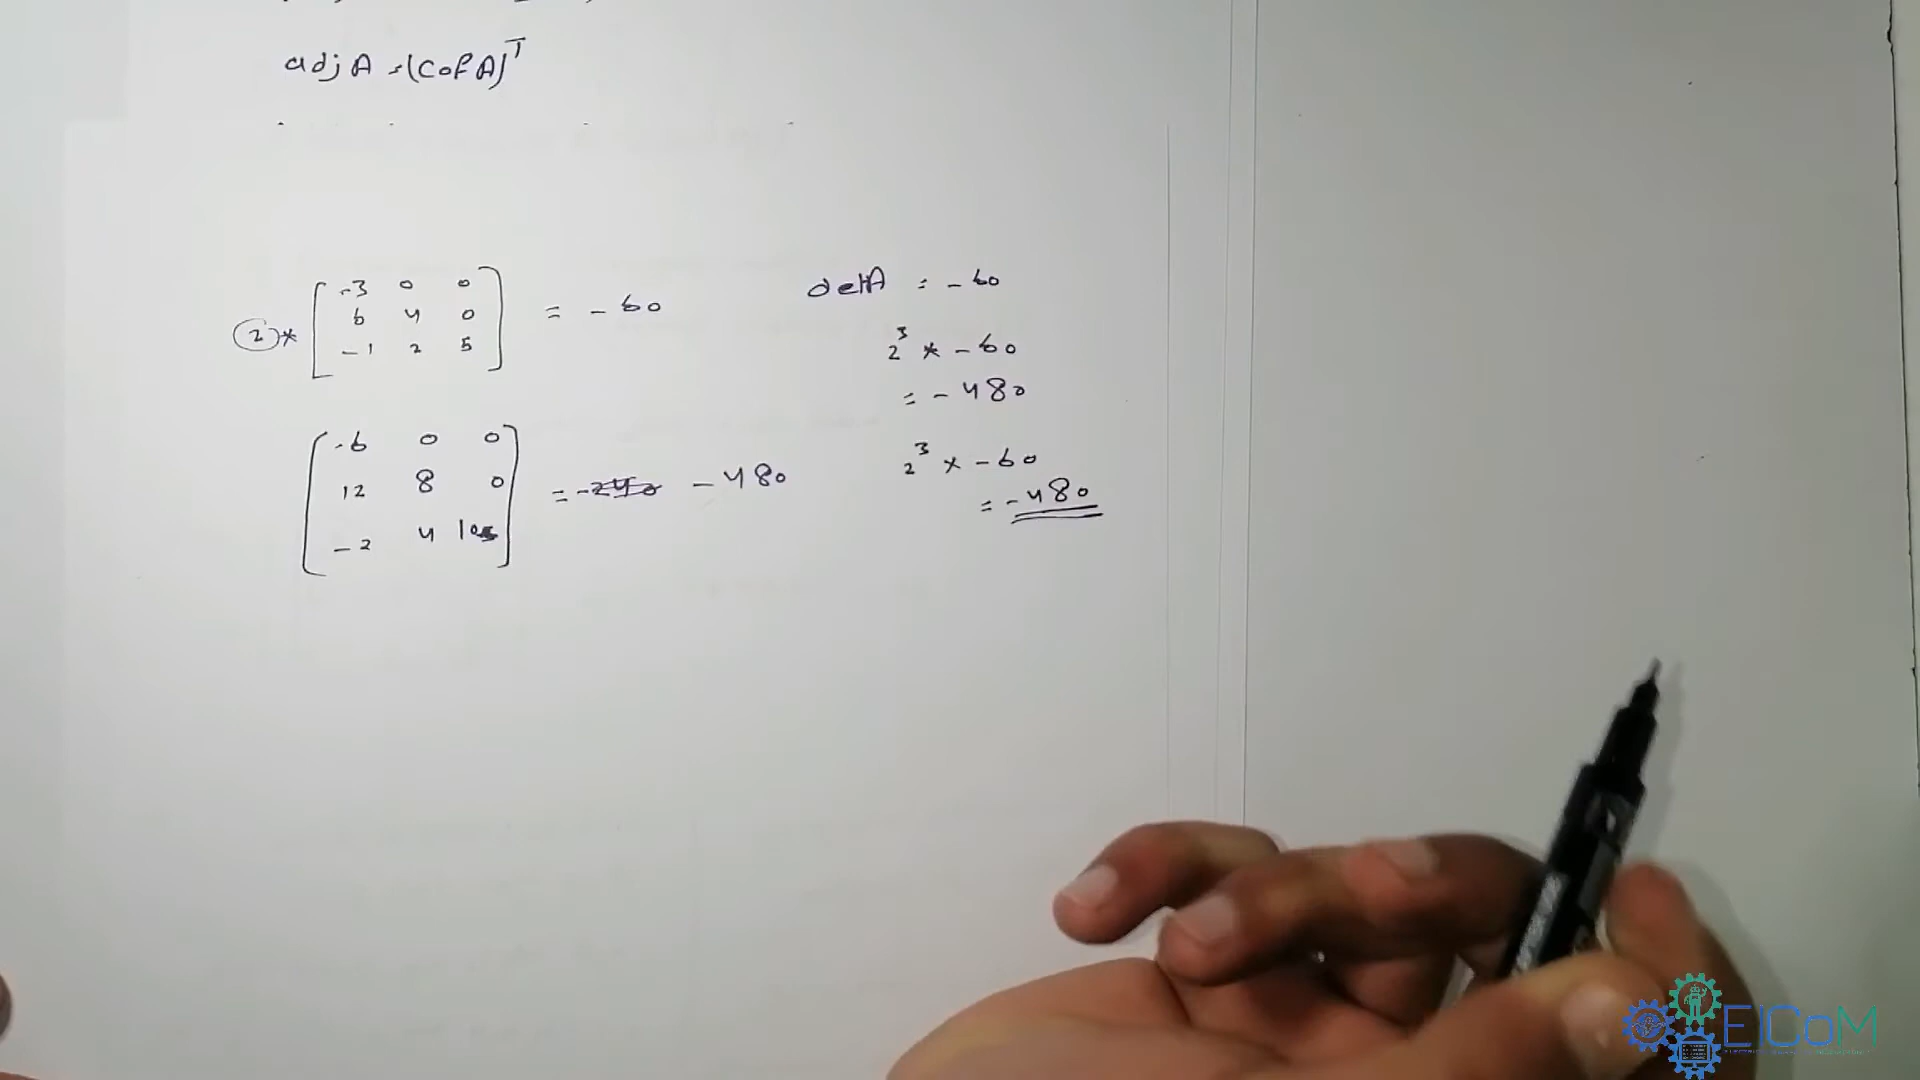 adj A = (Cof A)^T
2 * [ -3 0 0 = -60
6 4 0
-1 2 5 ]
[ -6 0 0
12 8 0 = -240 -480
-2 4 10 ]
detA = -60
2^3 * -60
= -480
2^3 × -60
= -480
EICoM